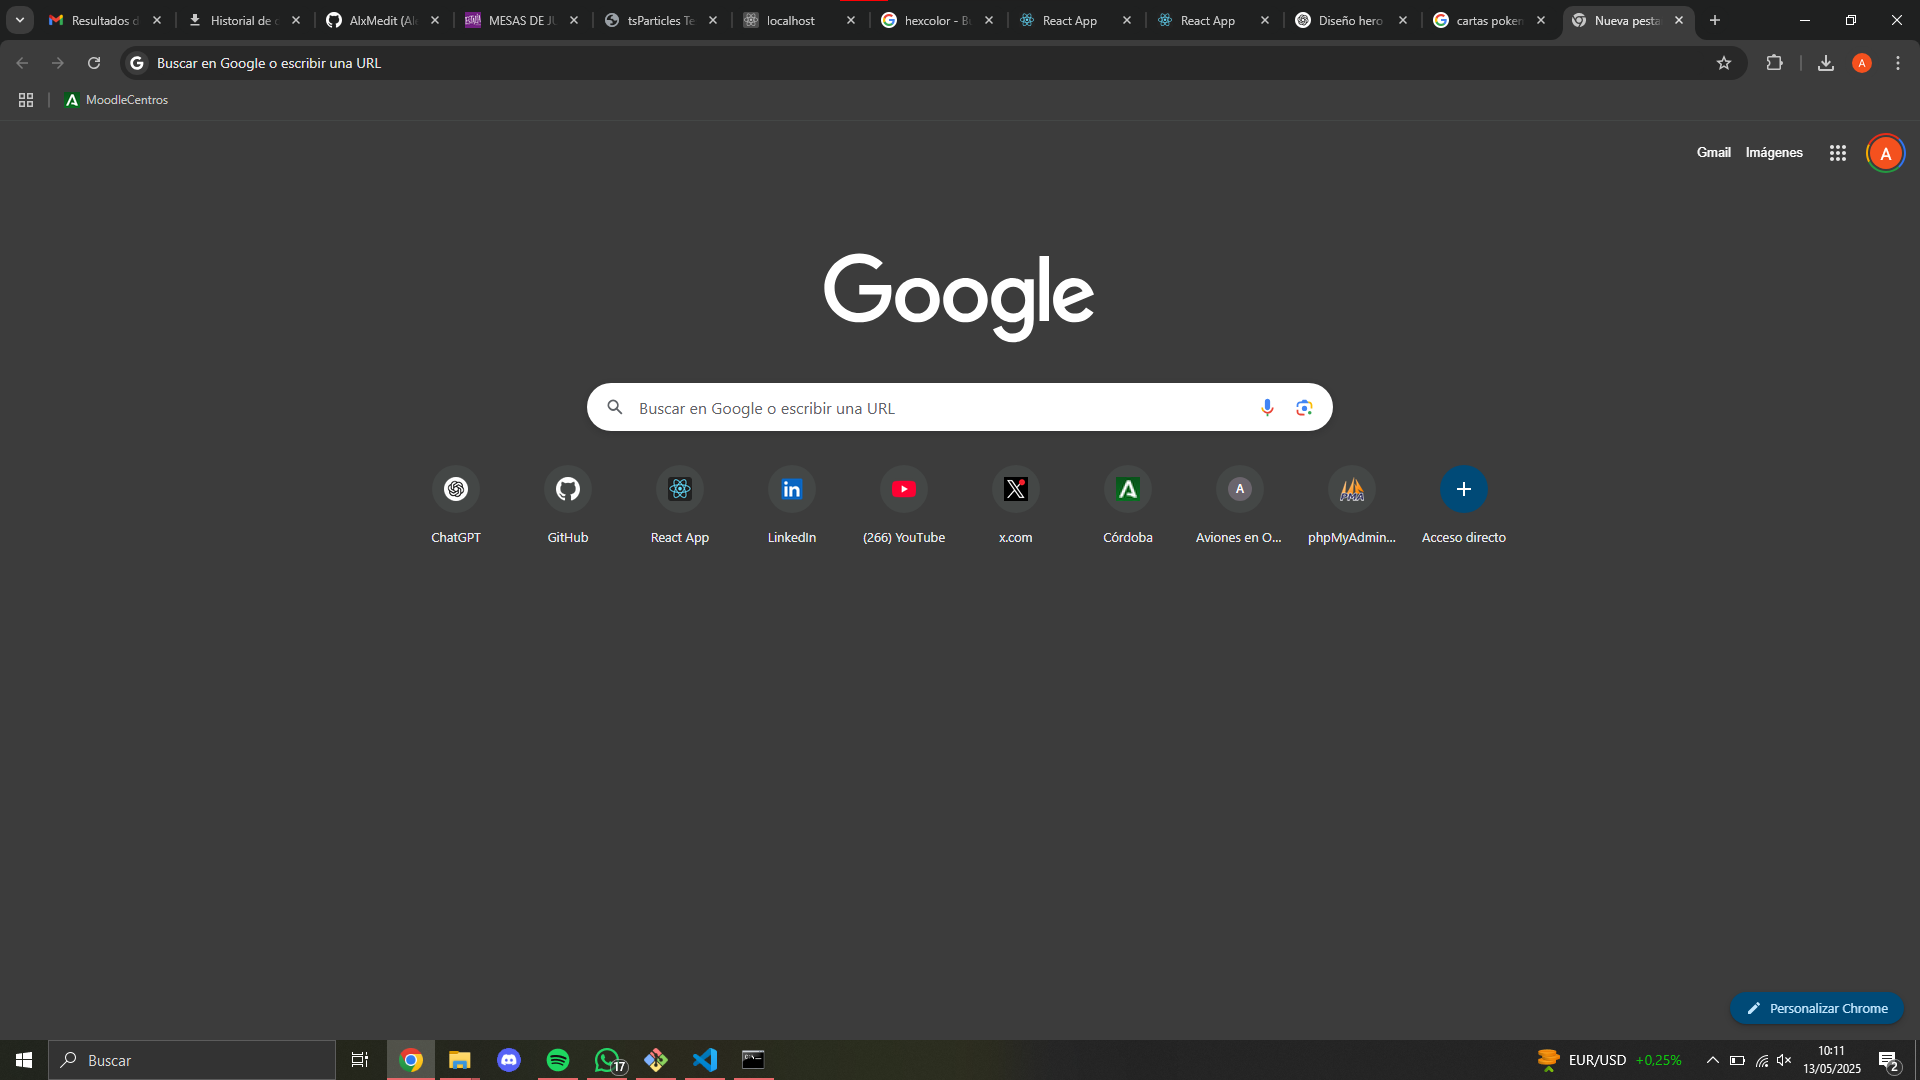 Resultados d
Historial de d
AlxMedit (Ale
MESAS DE JU
tsParticles Te
localhost
hexcolor - Bu
React App
React App
Diseño hero
cartas pokem
Nueva pesta
Buscar en Google o escribir una URL
MoodleCentros
Gmail
Imágenes
Google
Buscar en Google o escribir una URL
ChatGPT
GitHub
React App
LinkedIn
(266) YouTube
x.com
Córdoba
Aviones en O...
phpMyAdmin...
Acceso directo
Personalizar Chrome
Buscar
17
EUR/USD +0,25%
10:11
13/05/2025
2